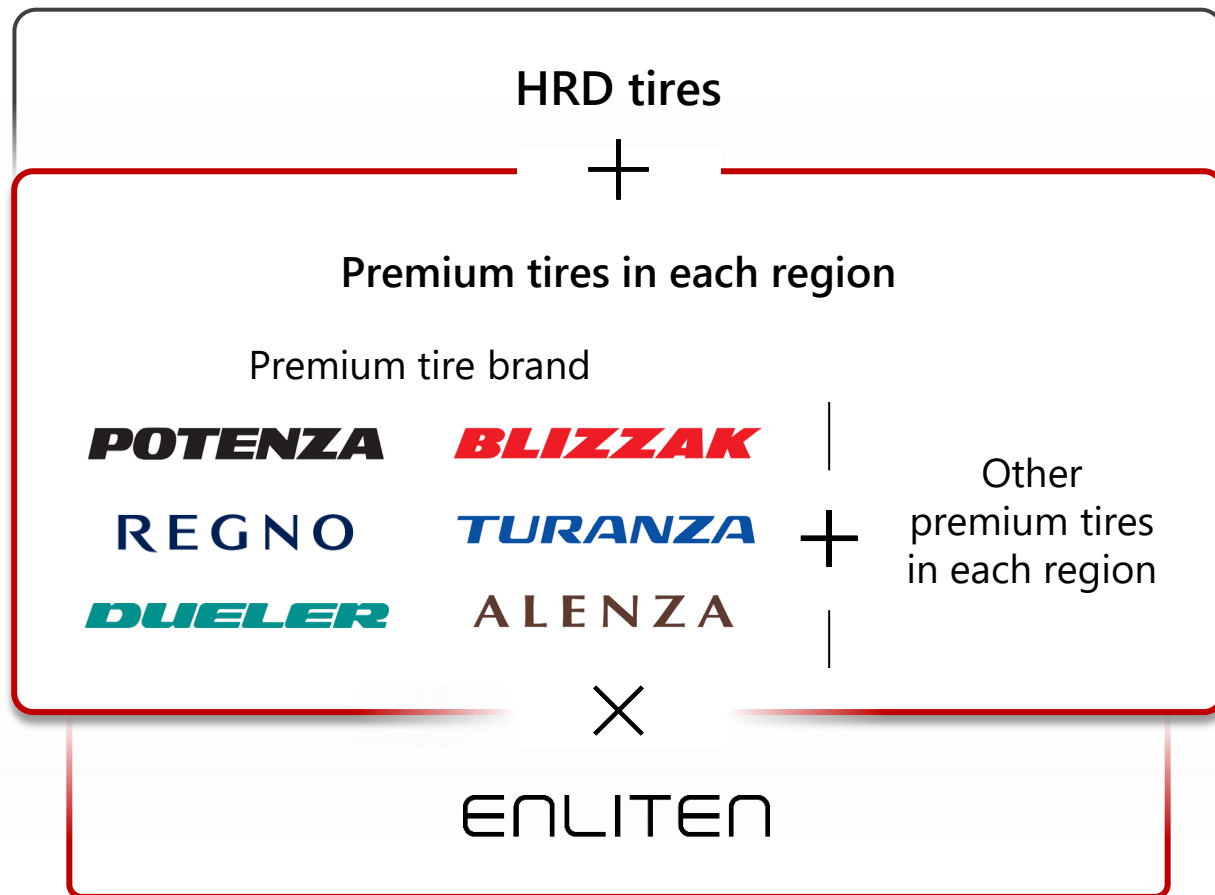 HRD tires
+
Premium tires in each region
Premium tire brand
POTENZA BLIZZAK
REGNO TURANZA
DUELER ALENZA
+
Other
premium tires
in each region
×
ENLITEN